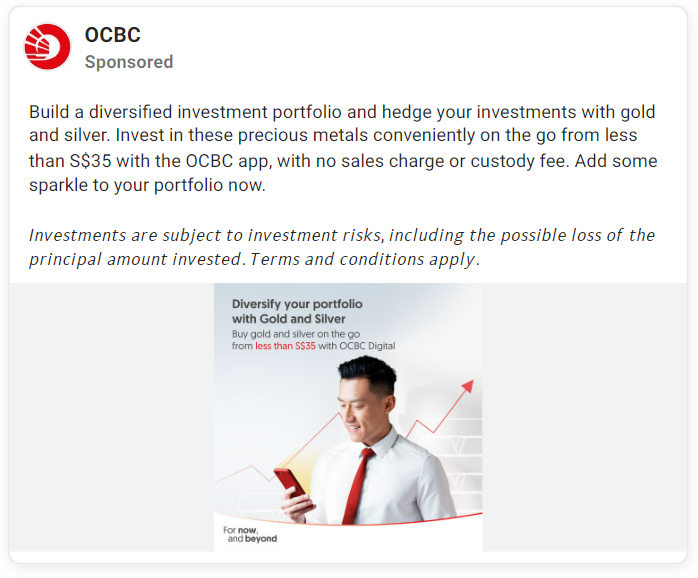 OCBC
Sponsored
Build a diversified investment portfolio and hedge your investments with gold
and silver. Invest in these precious metals conveniently on the go from less
than S$35 with the OCBC app, with no sales charge or custody fee. Add some
sparkle to your portfolio now.
Investments are subject to investment risks, including the possible loss of the
principal amount invested. Terms and conditions apply.
Diversify your portfolio
with Gold and Silver
Buy gold and silver on the go
from less than S$35 with OCBC Digital
For now,
and beyond